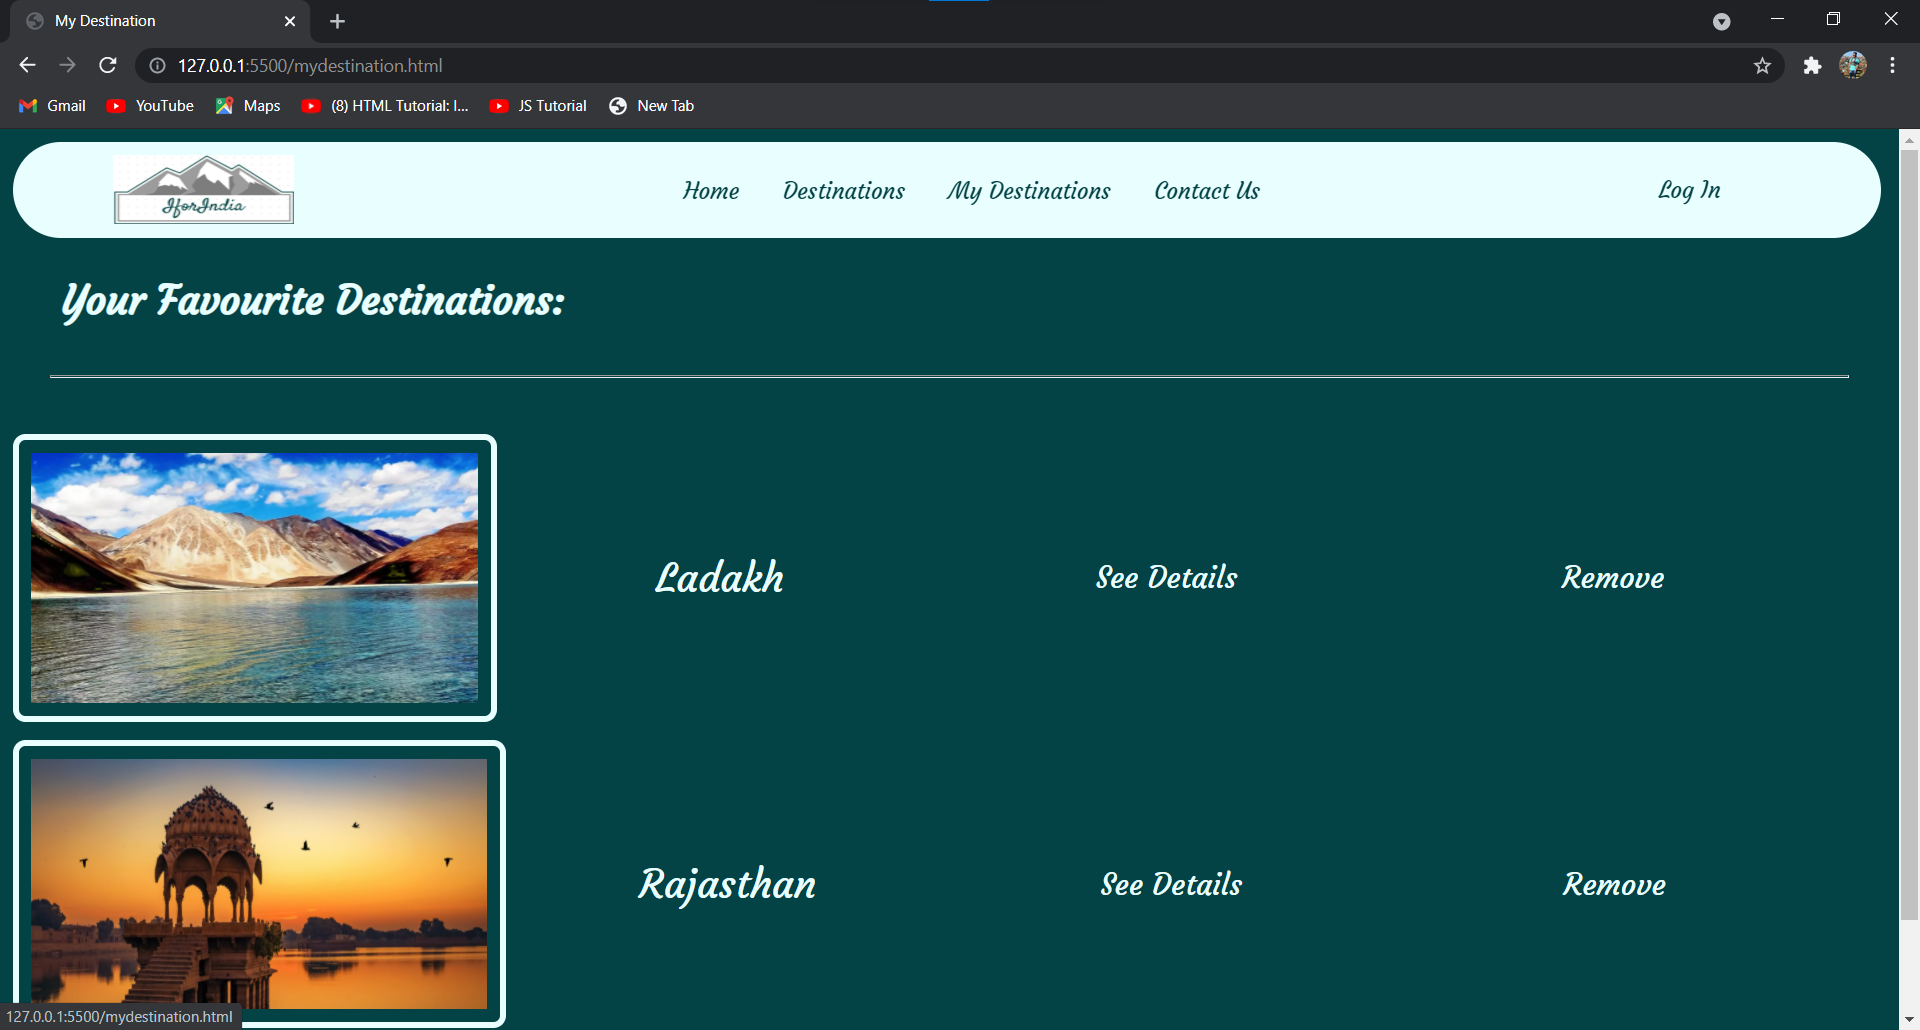 My Destination
127.0.0.1:5500/mydestination.html
Gmail YouTube Maps (8) HTML Tutorial: I... JS Tutorial New Tab
IforIndia
Home Destinations My Destinations Contact Us Log In
Your Favourite Destinations:
Ladakh See Details Remove
Rajasthan See Details Remove
127.0.0.1:5500/mydestination.html